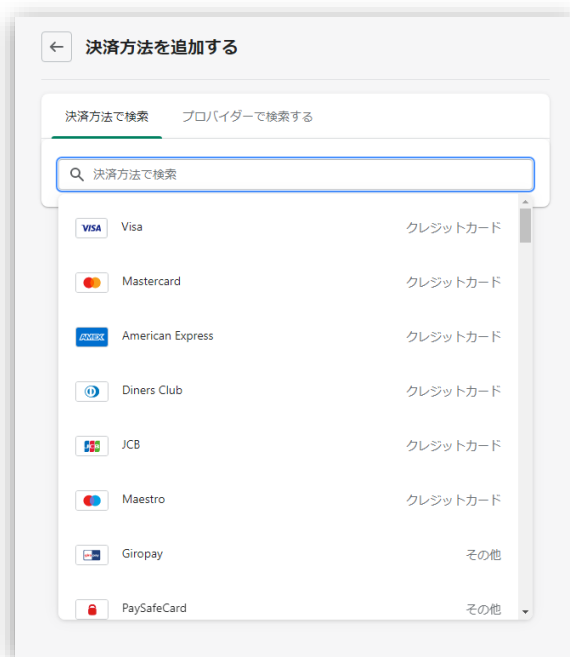 決済方法を追加する
決済方法で検索 プロバイダーで検索する
決済方法で検索
VISA Visa クレジットカード
Mastercard クレジットカード
AMEX American Express クレジットカード
Diners Club クレジットカード
JCB JCB クレジットカード
Maestro クレジットカード
Giropay その他
PaySafeCard その他